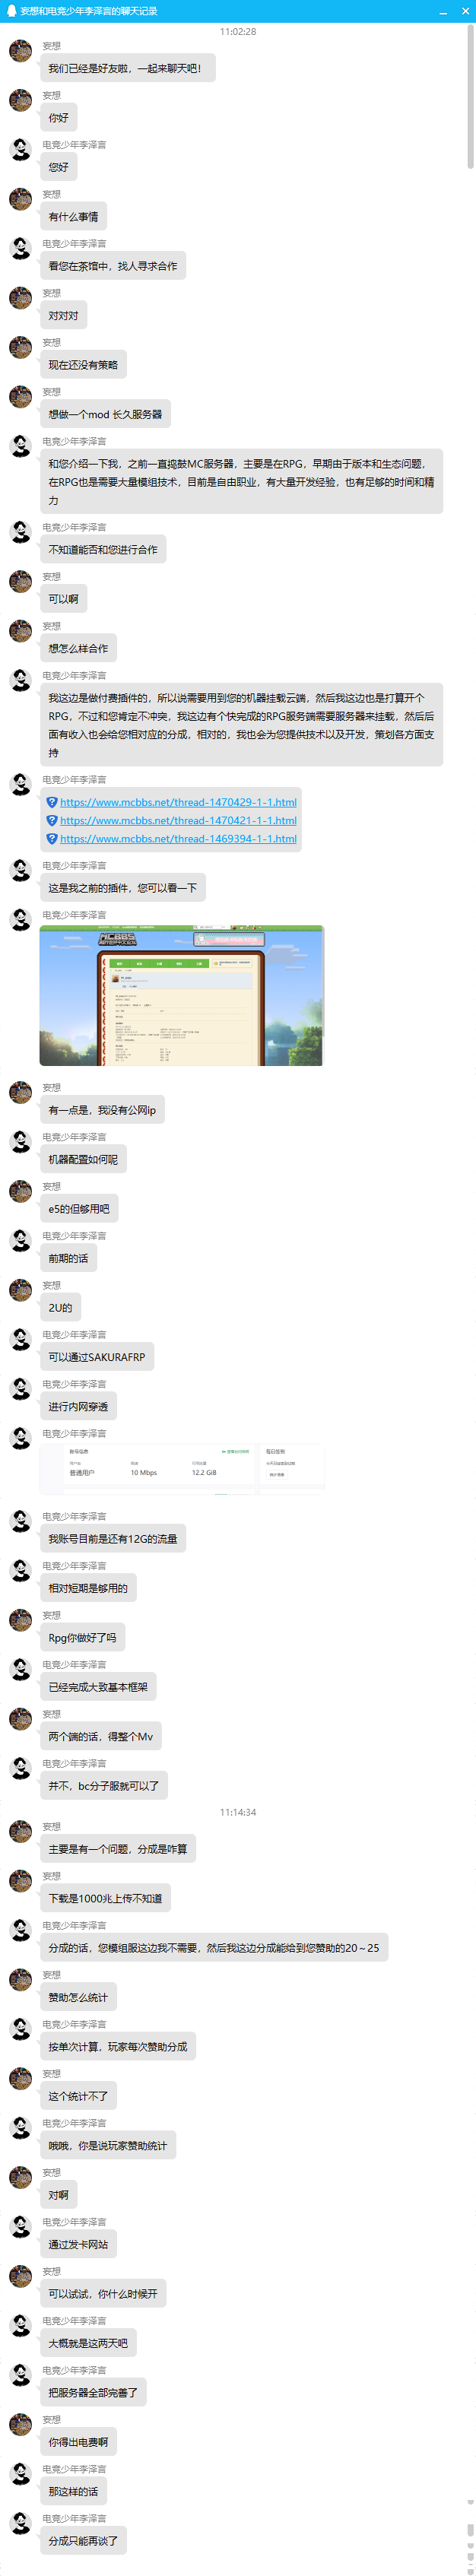 妄想和电竞少年李泽言的聊天记录
11:02:28
妄想
我们已经是好友啦，一起来聊天吧！
妄想
你好
电竞少年李泽言
您好
妄想
有什么事情
电竞少年李泽言
看您在茶馆中，找人寻求合作
妄想
对对对
妄想
现在还没有策略
妄想
想做一个mod 长久服务器
电竞少年李泽言
和您介绍一下我，之前一直捣鼓MC服务器，主要是在RPG，早期由于版本和生态问题，
在RPG也是需要大量模组技术，目前是自由职业，有大量开发经验，也有足够的时间和精
力
电竞少年李泽言
不知道能否和您进行合作
妄想
可以啊
妄想
想怎么样合作
电竞少年李泽言
我这边是做付费插件的，所以说需要用到您的机器挂载云端，然后我这边也是打算开个
RPG，不过和您肯定不冲突，我这边有个快完成的RPG服务端需要服务器来挂载，然后后
面有收入也会给您相对应的分成，相对的，我也会为您提供技术以及开发，策划各方面支
持
电竞少年李泽言
https://www.mcbbs.net/thread-1470429-1-1.html
https://www.mcbbs.net/thread-1470421-1-1.html
https://www.mcbbs.net/thread-1469394-1-1.html
电竞少年李泽言
这是我之前的插件，您可以看一下
电竞少年李泽言
MCBBS
妄想
有一点是，我没有公网ip
电竞少年李泽言
机器配置如何呢
妄想
e5的但够用吧
电竞少年李泽言
前期的话
妄想
2U的
电竞少年李泽言
可以通过SAKURAFRP
电竞少年李泽言
进行内网穿透
电竞少年李泽言
普通用户
10 Mbps
12.2 GiB
电竞少年李泽言
我账号目前是还有12G的流量
电竞少年李泽言
相对短期是够用的
妄想
Rpg你做好了吗
电竞少年李泽言
已经完成大致基本框架
妄想
两个端的话，得整个Mv
电竞少年李泽言
并不，bc分子服就可以了
11:14:34
妄想
主要是有一个问题，分成是咋算
妄想
下载是1000兆上传不知道
电竞少年李泽言
分成的话，您模组服这边我不需要，然后我这边分成能给到您赞助的20～25
妄想
赞助怎么统计
电竞少年李泽言
按单次计算，玩家每次赞助分成
妄想
这个统计不了
电竞少年李泽言
哦哦，你是说玩家赞助统计
妄想
对啊
电竞少年李泽言
通过发卡网站
妄想
可以试试，你什么时候开
电竞少年李泽言
大概就是这两天吧
电竞少年李泽言
把服务器全部完善了
妄想
你得出电费啊
电竞少年李泽言
那这样的话
电竞少年李泽言
分成只能再谈了